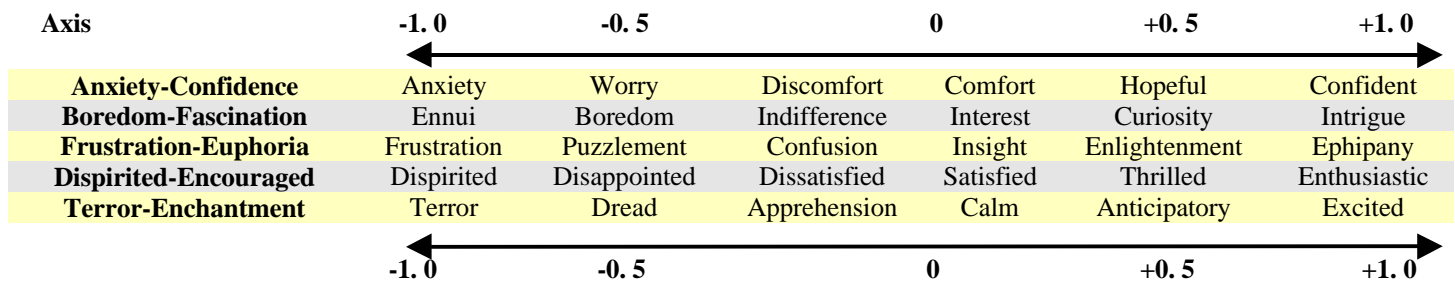 Axis -1. 0 -0. 5 0 +0. 5 +1. 0
Anxiety-Confidence Anxiety Worry Discomfort Comfort Hopeful Confident
Boredom-Fascination Ennui Boredom Indifference Interest Curiosity Intrigue
Frustration-Euphoria Frustration Puzzlement Confusion Insight Enlightenment Ephipany
Dispirited-Encouraged Dispirited Disappointed Dissatisfied Satisfied Thrilled Enthusiastic
Terror-Enchantment Terror Dread Apprehension Calm Anticipatory Excited
-1. 0 -0. 5 0 +0. 5 +1. 0